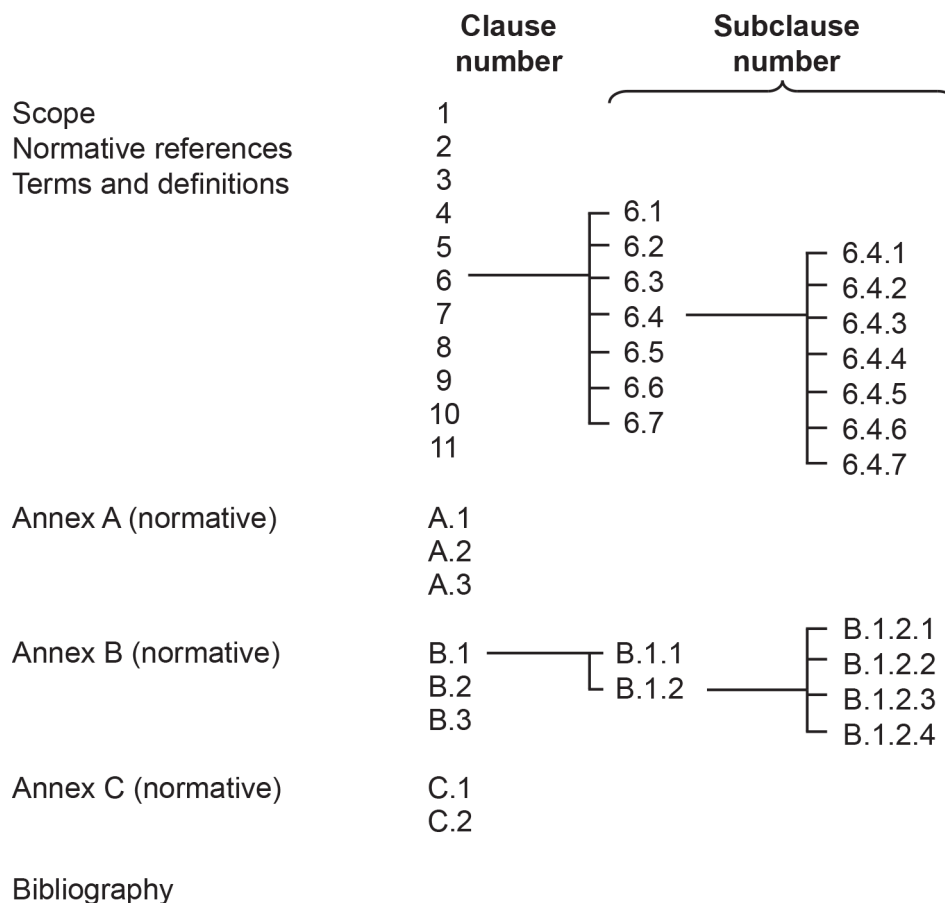 Clause number
Subclause number
Scope 1
Normative references 2
Terms and definitions 3
4 6.1
5 6.2 6.4.1
6 6.3 6.4.2
7 6.4 6.4.3
8 6.5 6.4.4
9 6.6 6.4.5
10 6.7 6.4.6
11 6.4.7
Annex A (normative) A.1
A.2
A.3
B.1.2.1
Annex B (normative) B.1 B.1.1 B.1.2.2
B.2 B.1.2 B.1.2.3
B.3 B.1.2.4
Annex C (normative) C.1
C.2
Bibliography